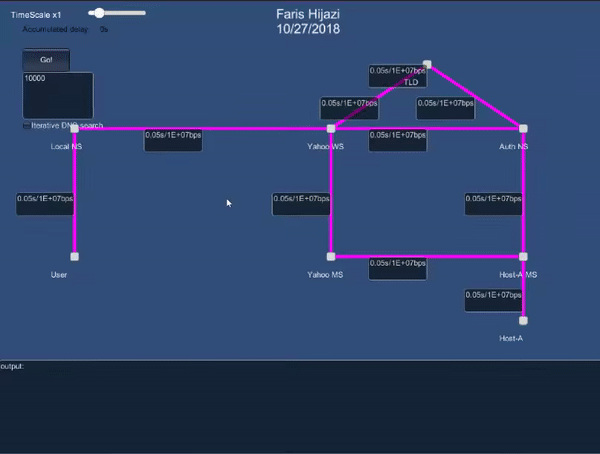 TimeScale x1
Faris Hijazi
10/27/2018
Accumulated delay: 0s
Go!
10000
Iterative DNS search
0.05s/1E+07bps
TLD
0.05s/1E+07bps
0.05s/1E+07bps
0.05s/1E+07bps
0.05s/1E+07bps
Local NS
Yahoo WS
Auth NS
0.05s/1E+07bps
0.05s/1E+07bps
0.05s/1E+07bps
0.05s/1E+07bps
User
Yahoo MS
Host-A MS
0.05s/1E+07bps
Host-A
output: